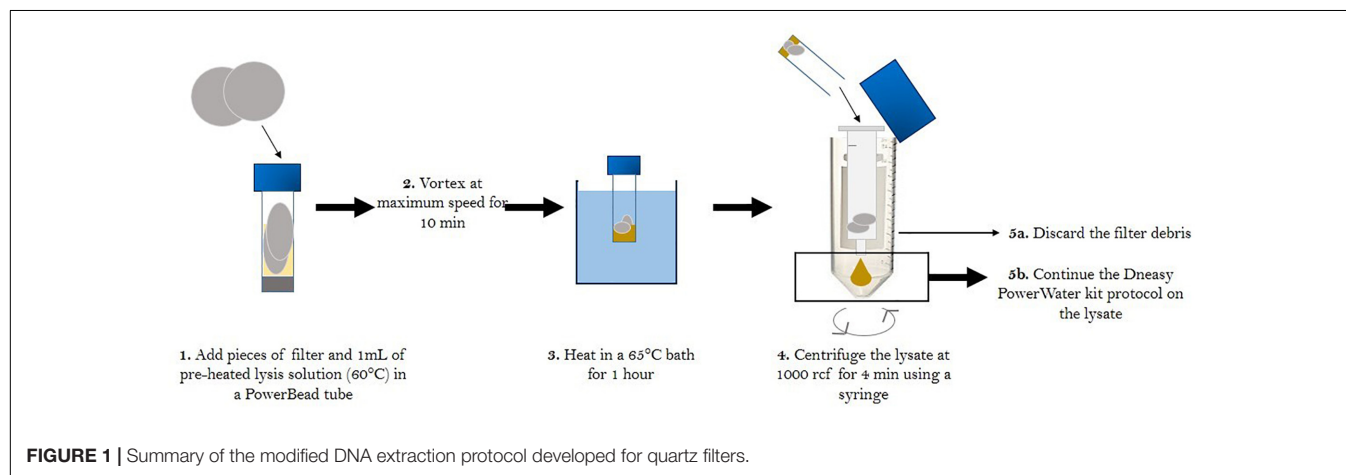 2. Vortex at
maximum speed for
10 min
5a. Discard the filter debris
5b. Continue the Dneasy
PowerWater kit protocol on
the lysate
1. Add pieces of filter and 1mL of
pre-heated lysis solution (60°C) in
a PowerBead tube
3. Heat in a 65°C bath
for 1 hour
4. Centrifuge the lysate at
1000 rcf for 4 min using a
syringe
FIGURE 1 | Summary of the modified DNA extraction protocol developed for quartz filters.